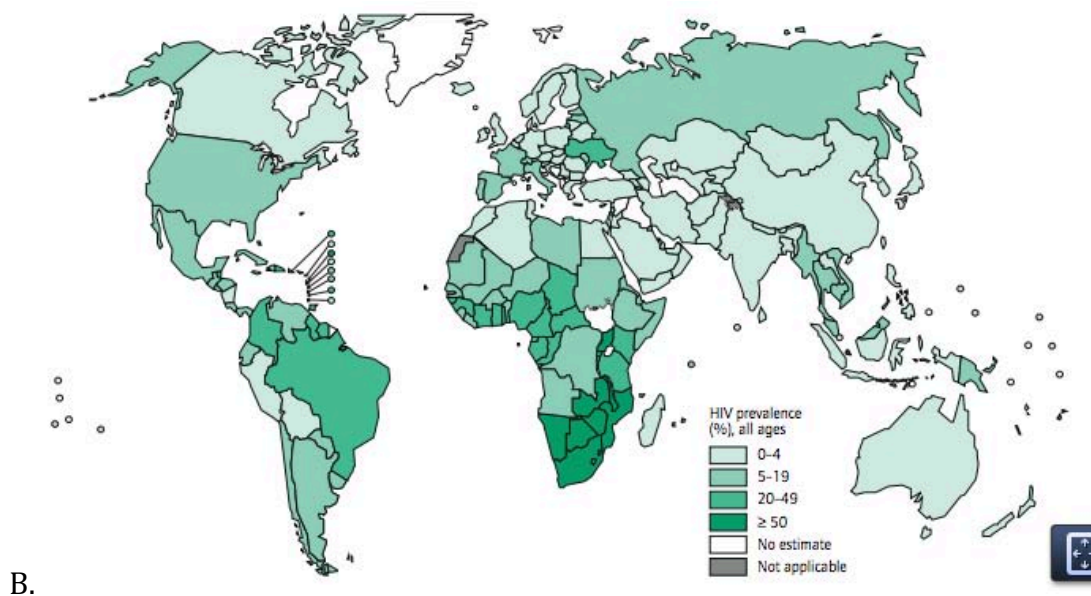 HIV prevalence
(%), all ages
0–4
5–19
20–49
≥ 50
No estimate
Not applicable
B.